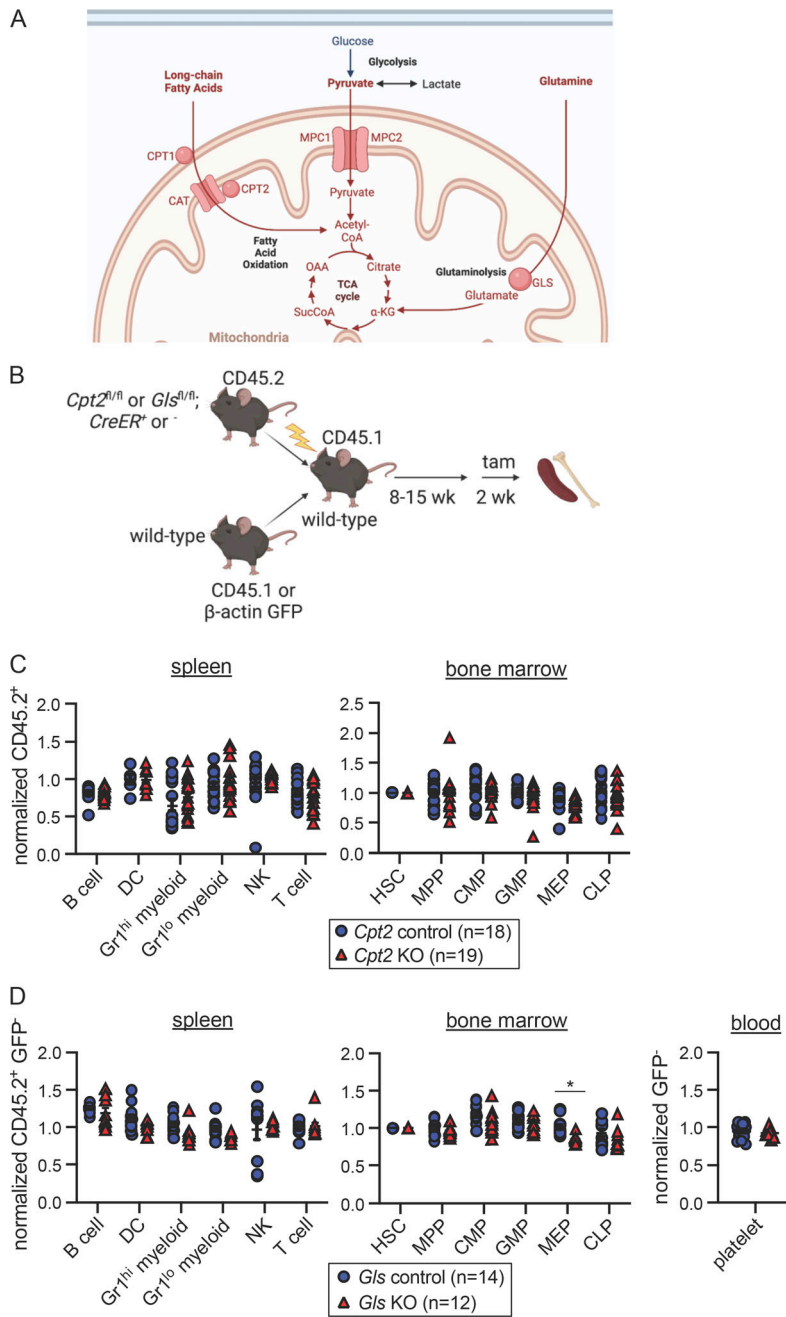 A
Glucose
Glycolysis
Long-chain
Fatty Acids
Pyruvate
Lactate
Glutamine
MPC1
MPC2
CPT1
CPT2
CAT
Pyruvate
Acetyl-
CoA
Fatty
Acid
Oxidation
OAA
Citrate
Glutaminolysis
GLS
TCA
cycle
Glutamate
SucCoA
α-KG
Mitochondria
B
CD45.2
Cpt2fl/fl or Glsfl/fl;
CreER+ or -
CD45.1
tam
8-15 wk
2 wk
wild-type
wild-type
CD45.1 or
β-actin GFP
C
spleen
bone marrow
normalized CD45.2+
2.0
1.5
1.0
0.5
0.0
B cell
DC
Gr1hi myeloid
Gr1lo myeloid
NK
T cell
2.5
2.0
1.5
1.0
0.5
0.0
HSC
MPP
CMP
GMP
MEP
CLP
Cpt2 control (n=18)
Cpt2 KO (n=19)
D
spleen
bone marrow
blood
normalized CD45.2+ GFP-
2.0
1.5
1.0
0.5
0.0
B cell
DC
Gr1hi myeloid
Gr1lo myeloid
NK
T cell
2.0
1.5
1.0
0.5
0.0
*
HSC
MPP
CMP
GMP
MEP
CLP
normalized GFP-
2.0
1.5
1.0
0.5
0.0
platelet
Gls control (n=14)
Gls KO (n=12)